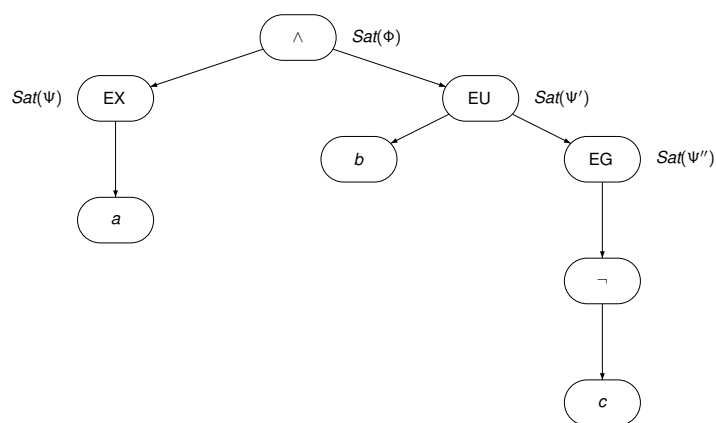 ∧ Sat(Φ)
Sat(Ψ) EX EU Sat(Ψ′)
b EG Sat(Ψ″)
a
¬
c